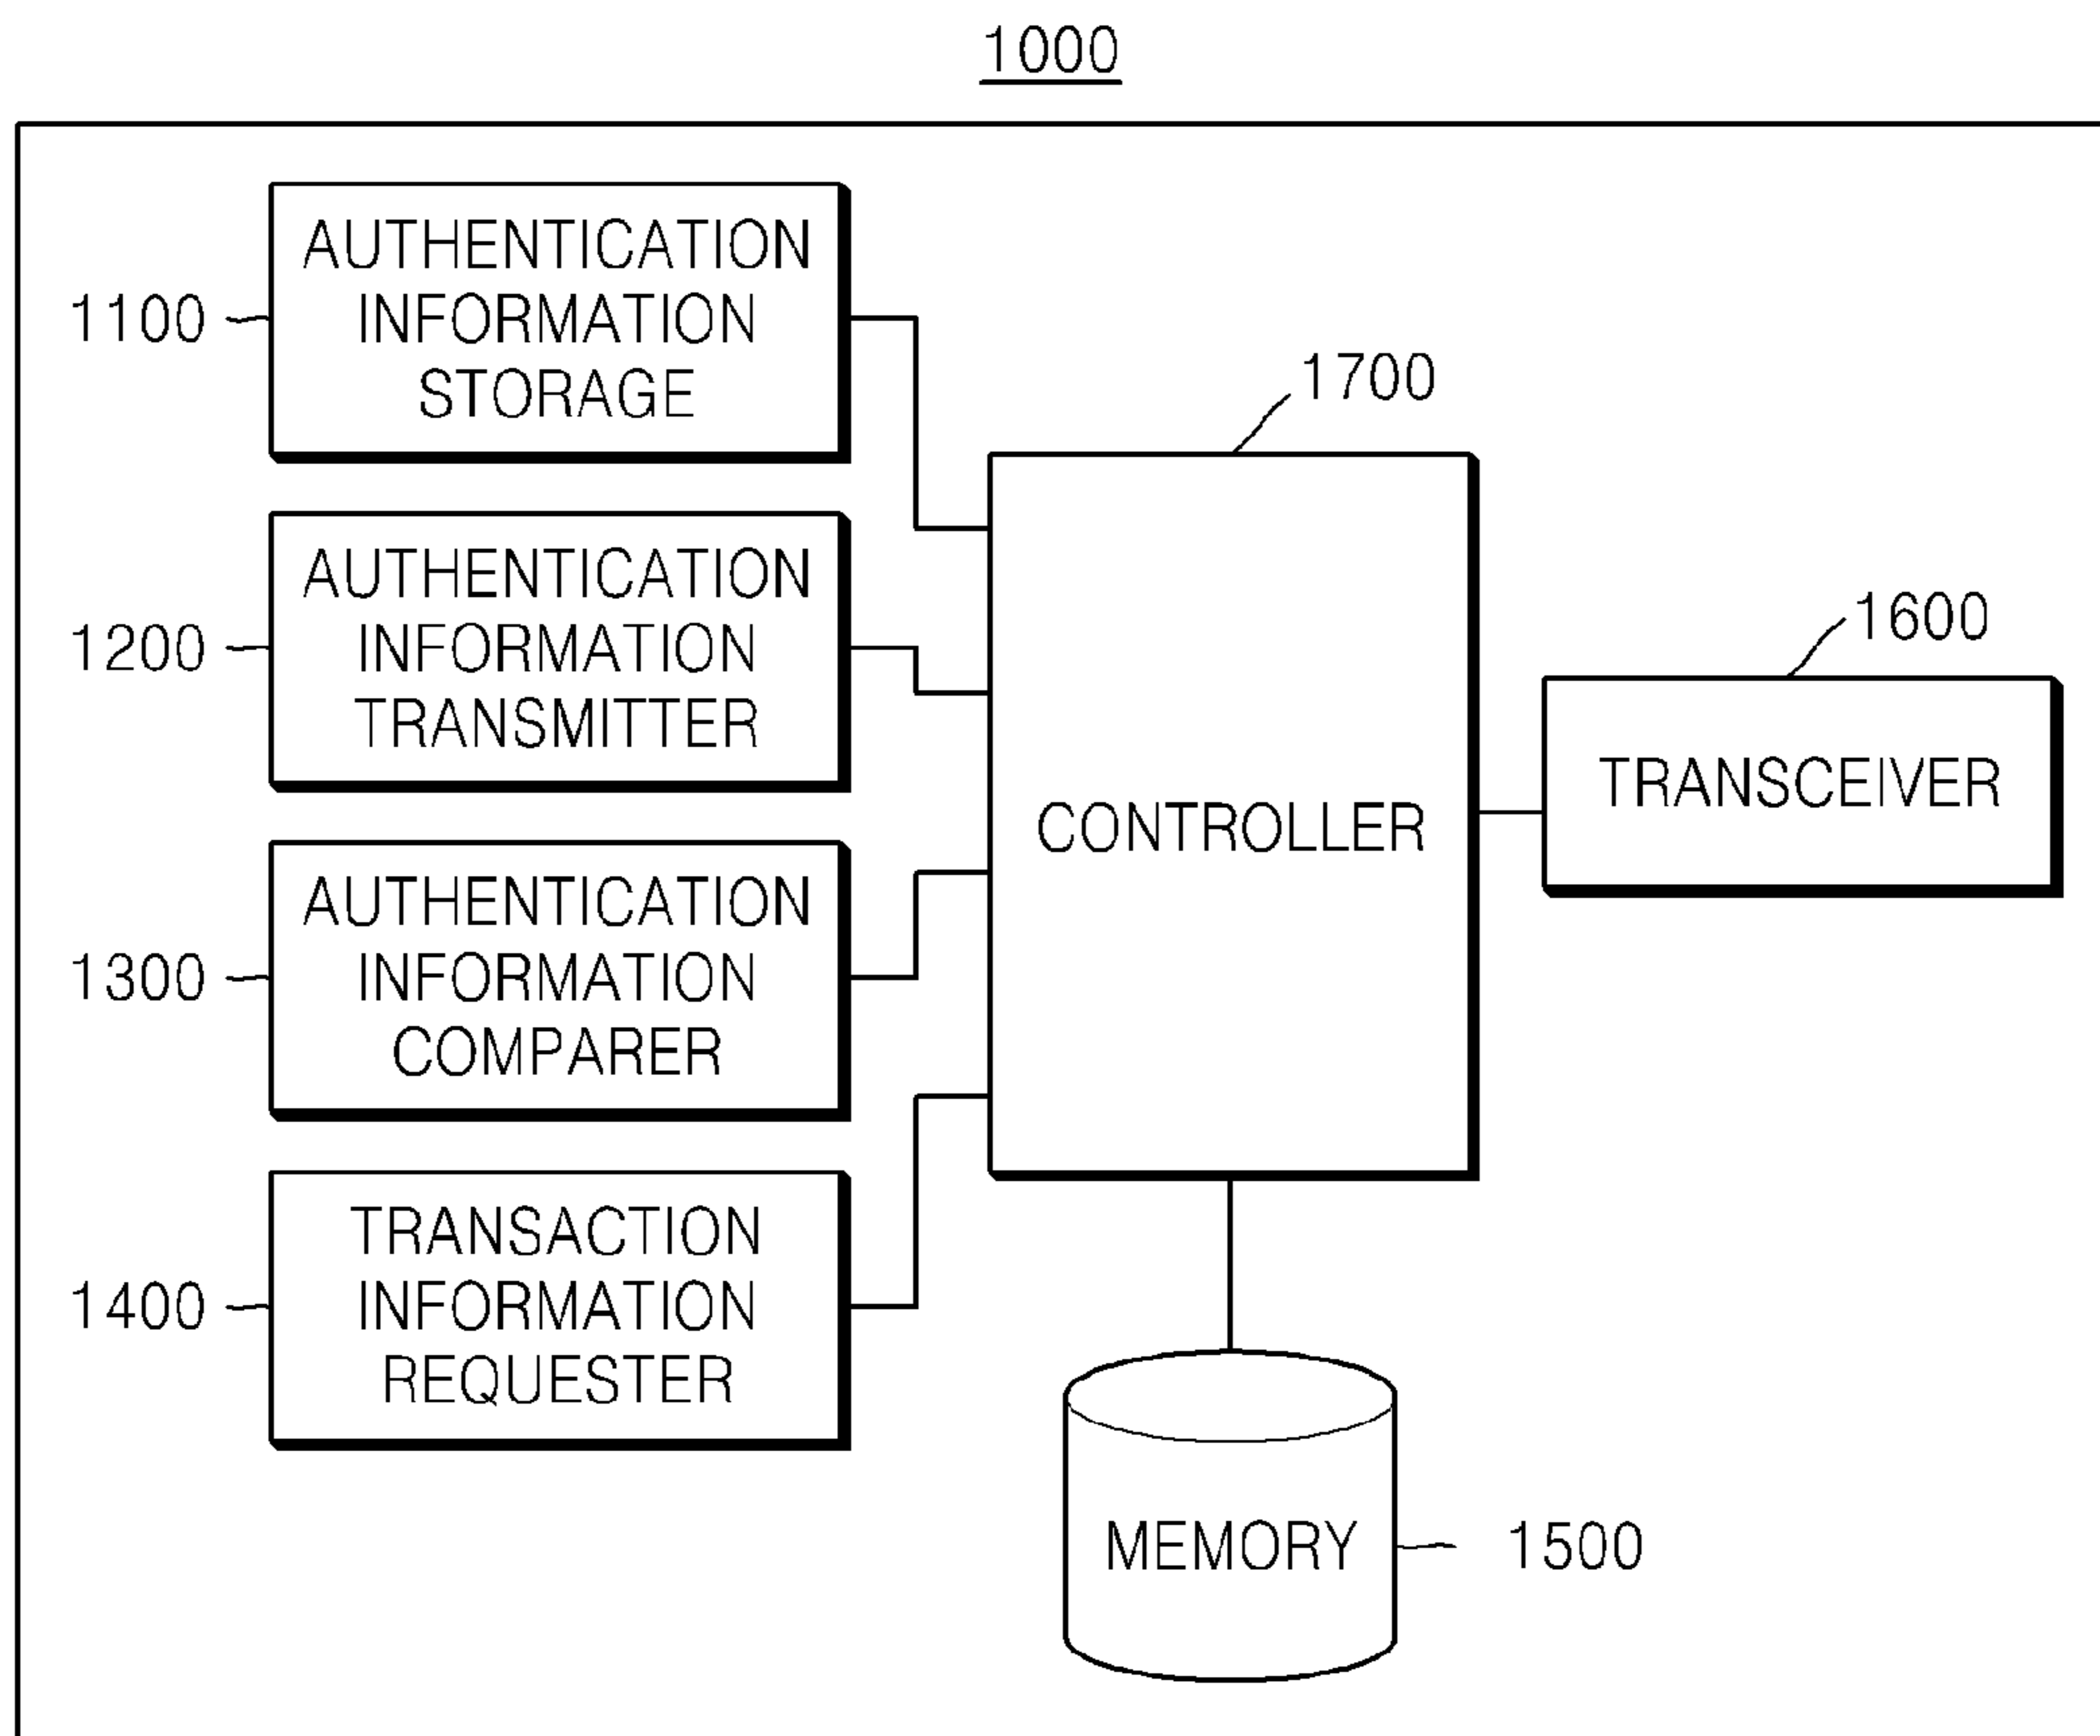 1000
AUTHENTICATION
INFORMATION
STORAGE
1100
1700
AUTHENTICATION
INFORMATION
TRANSMITTER
1200
1600
TRANSCEIVER
CONTROLLER
AUTHENTICATION
INFORMATION
COMPARER
1300
TRANSACTION
INFORMATION
REQUESTER
1400
MEMORY
1500